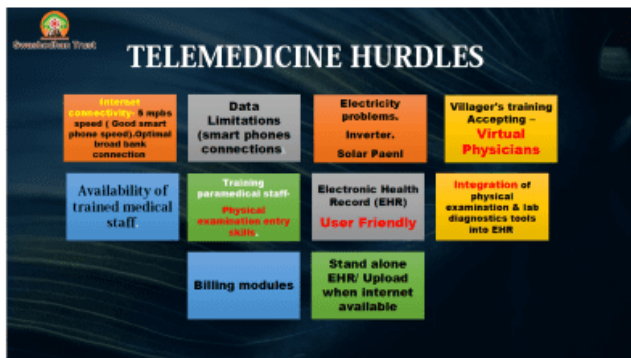 Swasbodhan Trust
TELEMEDICINE HURDLES
Internet
connectivity- 5 mpbs
speed ( Good smart
phone speed).Optimal
broad bank
connection
Data
Limitations
(smart phones
connections.
Electricity
problems.
Inverter.
Solar Paenl
Villager's training
Accepting –
Virtual
Physicians
Availability of
trained medical
staff.
Training
paramedical staff-
Physical
examination entry
skills.
Electronic Health
Record (EHR)
User Friendly
Integration of
physical
examination & lab
diagnostics tools
into EHR
Billing modules
Stand alone
EHR/ Upload
when internet
available